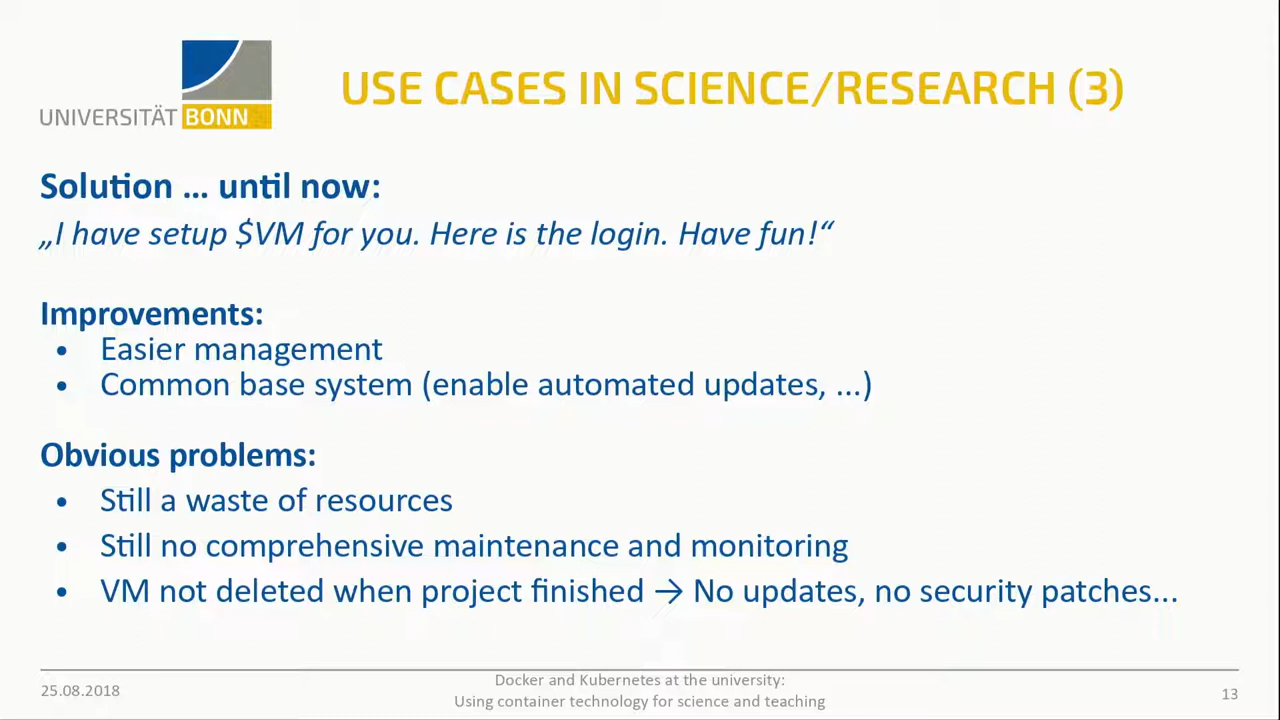 UNIVERSITÄT BONN
USE CASES IN SCIENCE/RESEARCH (3)
Solution ... until now:
„I have setup $VM for you. Here is the login. Have fun!“
Improvements:
• Easier management
• Common base system (enable automated updates, ...)
Obvious problems:
• Still a waste of resources
• Still no comprehensive maintenance and monitoring
• VM not deleted when project finished → No updates, no security patches...
25.08.2018
Docker and Kubernetes at the university:
Using container technology for science and teaching
13